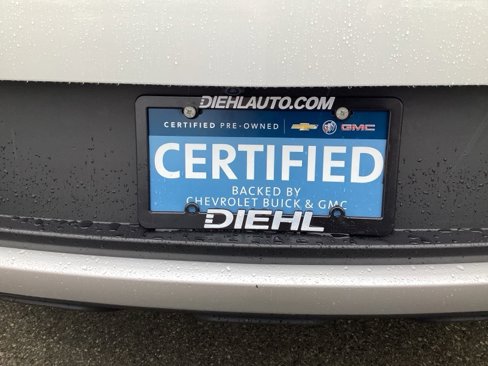 DIEHLAUTO.COM
CERTIFIED PRE-OWNED GMC
CERTIFIED
BACKED BY
CHEVROLET BUICK & GMC
DIEHL